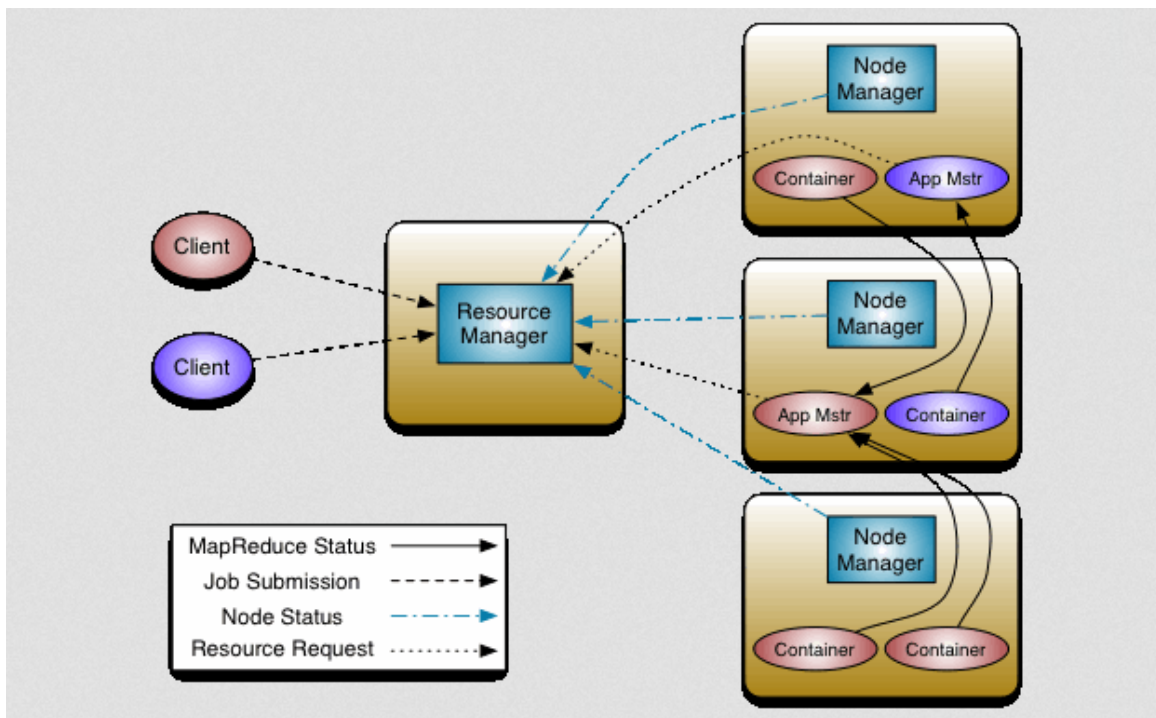 Node
Manager
Container
App Mstr
Client
Resource
Manager
Node
Manager
Client
App Mstr
Container
Node
Manager
MapReduce Status
Job Submission
Node Status
Resource Request
Container
Container